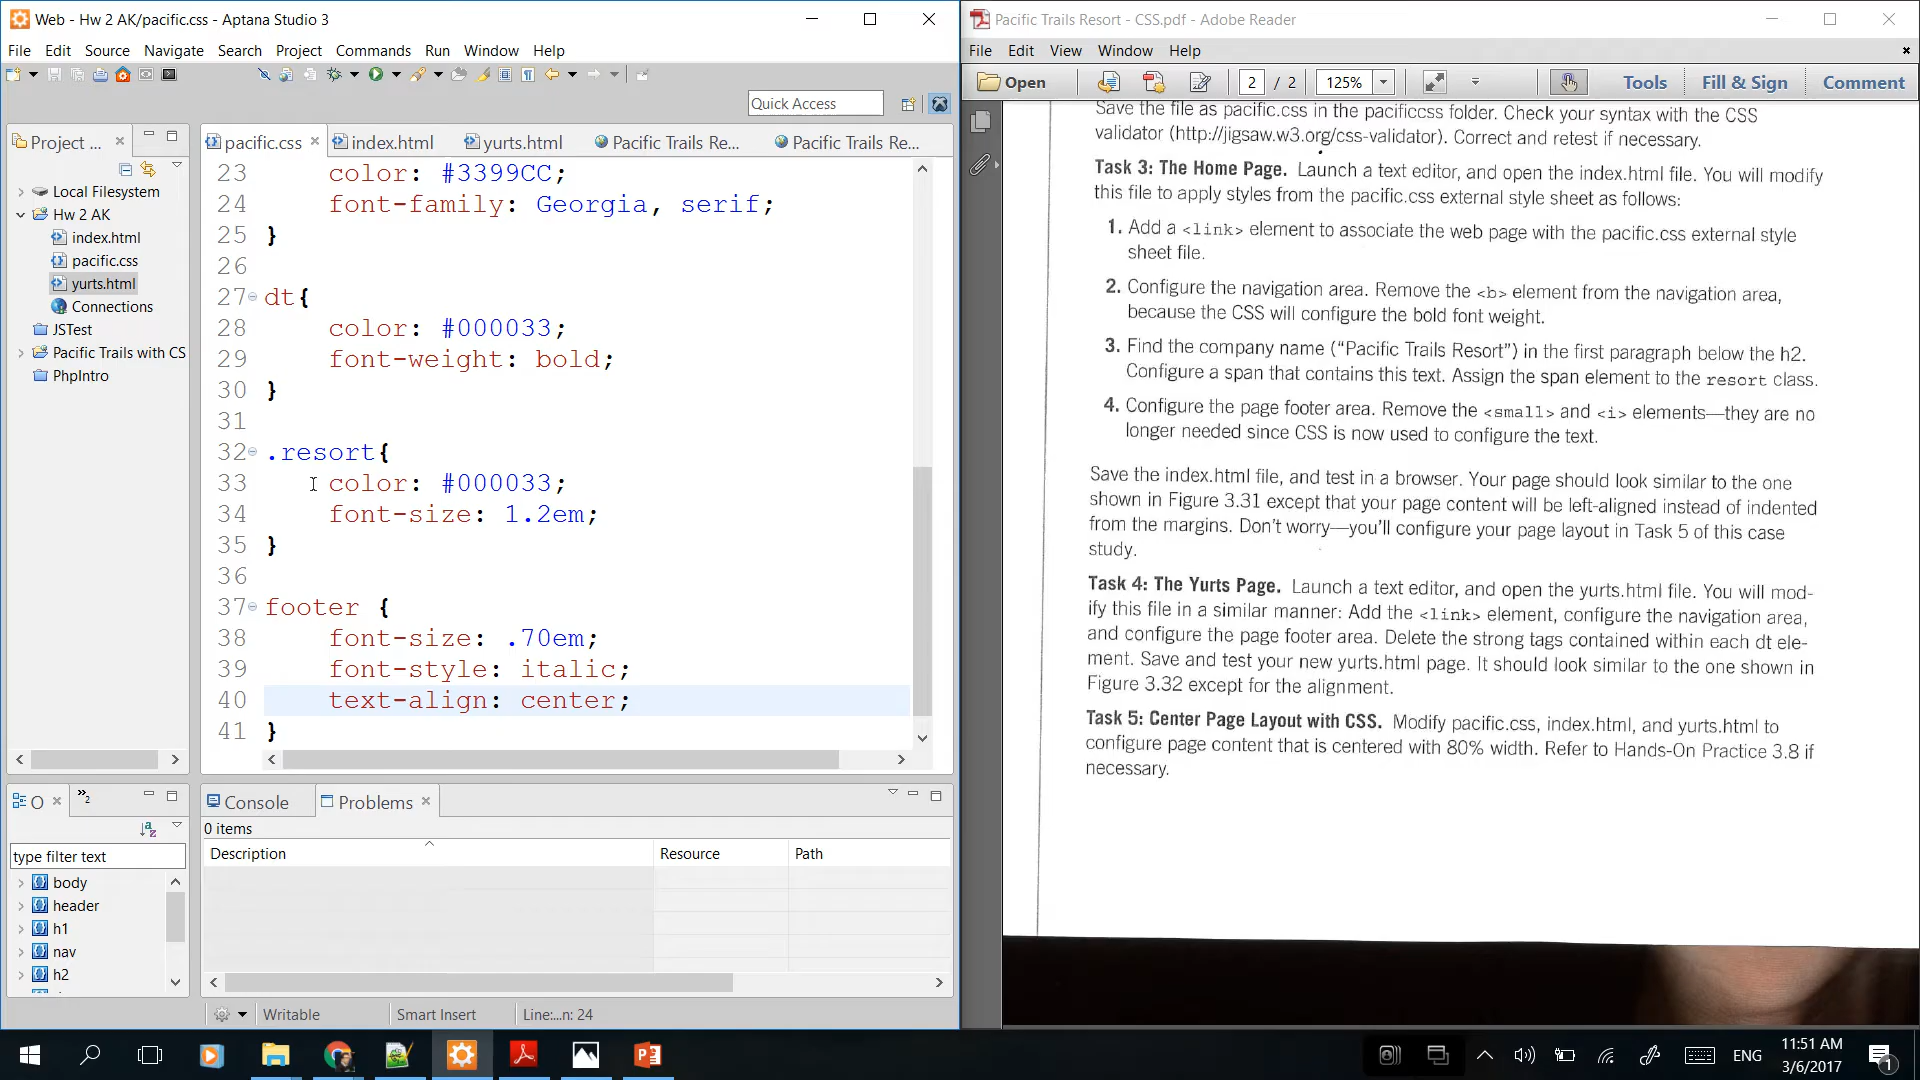 Web - Hw 2 AK/pacific.css - Aptana Studio 3
File Edit Source Navigate Search Project Commands Run Window Help
Quick Access
Project ...
Local Filesystem
Hw 2 AK
index.html
pacific.css
yurts.html
Connections
JSTest
Pacific Trails with CS
PhpIntro
pacific.css
index.html
yurts.html
Pacific Trails Re...
Pacific Trails Re...
23 color: #3399CC;
24 font-family: Georgia, serif;
25 }
26
27 dt{
28 color: #000033;
29 font-weight: bold;
30 }
31
32 .resort{
33 color: #000033;
34 font-size: 1.2em;
35 }
36
37 footer {
38 font-size: .70em;
39 font-style: italic;
40 text-align: center;
41 }
O
2
type filter text
body
header
h1
nav
h2
Console
Problems
0 items
Description Resource Path
Writable Smart Insert Line:...n: 24
Pacific Trails Resort - CSS.pdf - Adobe Reader
File Edit View Window Help
Open 2 / 2 125% Tools Fill & Sign Comment
Save the file as pacific.css in the pacificcss folder. Check your syntax with the CSS
validator (http://jigsaw.w3.org/css-validator). Correct and retest if necessary.
Task 3: The Home Page. Launch a text editor, and open the index.html file. You will modify
this file to apply styles from the pacific.css external style sheet as follows:
1. Add a <link> element to associate the web page with the pacific.css external style
sheet file.
2. Configure the navigation area. Remove the <b> element from the navigation area,
because the CSS will configure the bold font weight.
3. Find the company name (“Pacific Trails Resort”) in the first paragraph below the h2.
Configure a span that contains this text. Assign the span element to the resort class.
4. Configure the page footer area. Remove the <small> and <i> elements—they are no
longer needed since CSS is now used to configure the text.
Save the index.html file, and test in a browser. Your page should look similar to the one
shown in Figure 3.31 except that your page content will be left-aligned instead of indented
from the margins. Don’t worry—you’ll configure your page layout in Task 5 of this case
study.
Task 4: The Yurts Page. Launch a text editor, and open the yurts.html file. You will mod-
ify this file in a similar manner: Add the <link> element, configure the navigation area,
and configure the page footer area. Delete the strong tags contained within each dt ele-
ment. Save and test your new yurts.html page. It should look similar to the one shown in
Figure 3.32 except for the alignment.
Task 5: Center Page Layout with CSS. Modify pacific.css, index.html, and yurts.html to
configure page content that is centered with 80% width. Refer to Hands-On Practice 3.8 if
necessary.
ENG
11:51 AM
3/6/2017
1